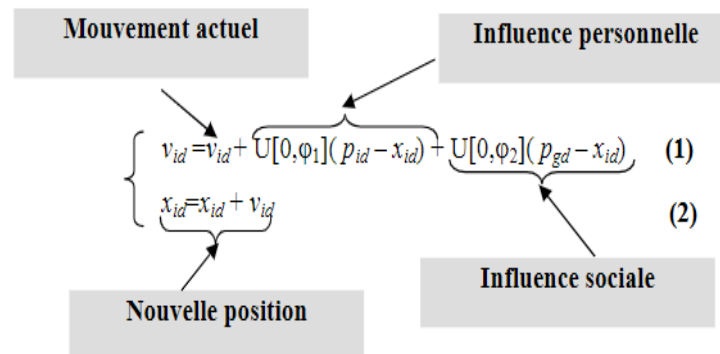 Mouvement actuel
Influence personnelle
v_id =v_id+ U[0,φ₁]( p_id – x_id) + U[0,φ₂]( p_gd – x_id) (1)
x_id=x_id + v_id (2)
Influence sociale
Nouvelle position